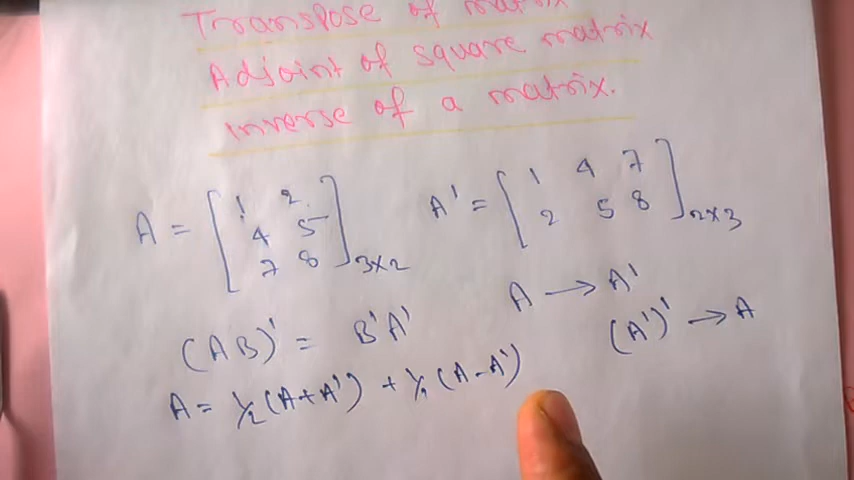 Transpose of matrix
Adjoint of square matrix
Inverse of a matrix.
A = [1 2 4 5 7 8]3x2 A' = [1 4 7 2 5 8]2x3
A → A'
(AB)' = B'A' (A')' → A
A = 1/2 (A+A') + 1/2 (A-A')